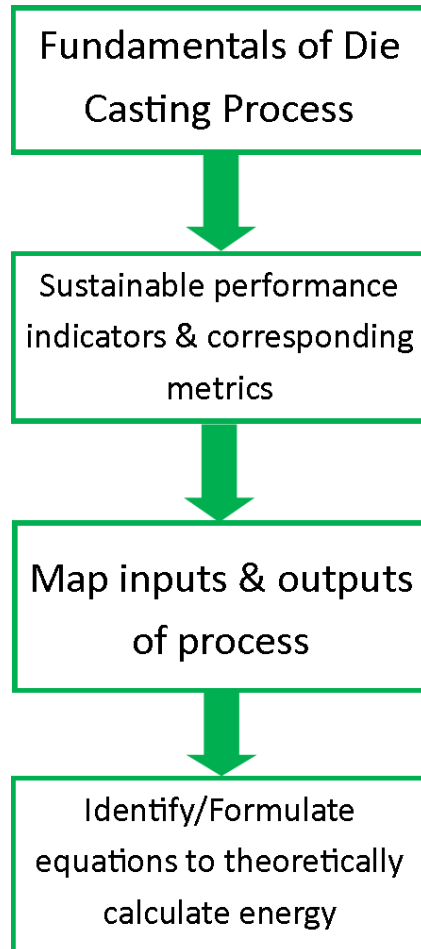 Fundamentals of Die
Casting Process
Sustainable performance
indicators & corresponding
metrics
Map inputs & outputs
of process
Identify/Formulate
equations to theoretically
calculate energy